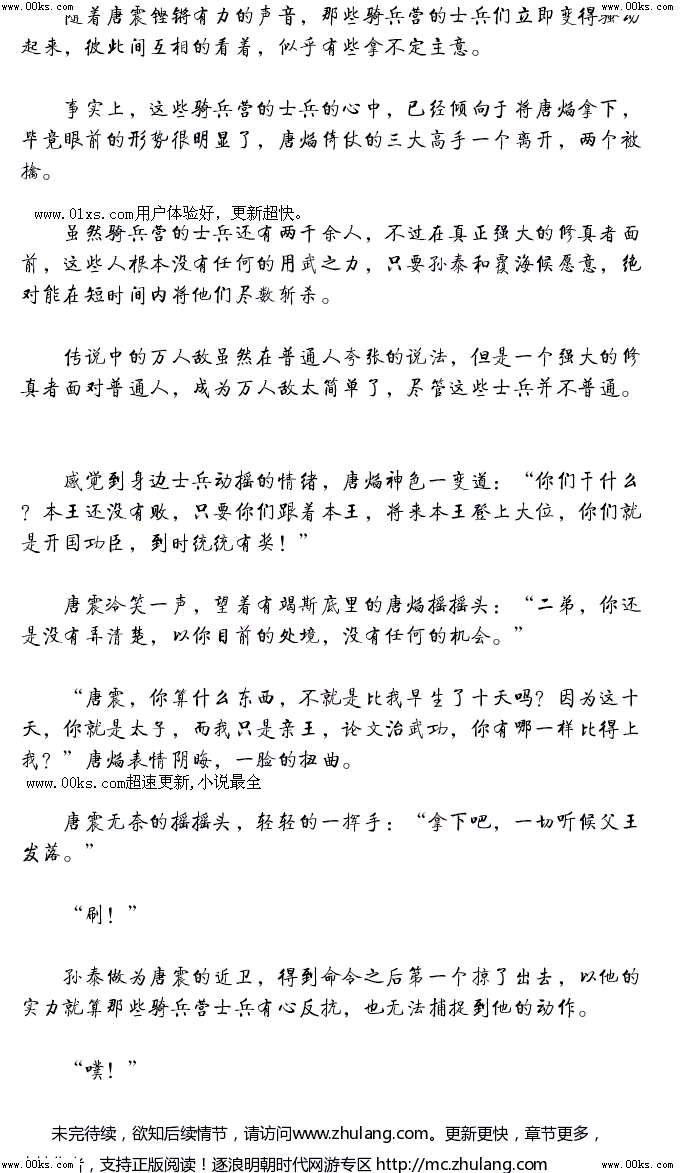 www.00ks.com www.00ks.com
随着唐震铿锵有力的声音，那些骑兵营的士兵们立即变得骚动
起来，彼此间互相的看着，似乎有些拿不定主意。
事实上，这些骑兵营的士兵的心中，已经倾向于将唐焰拿下，
毕竟眼前的形势很明显了，唐焰倚仗的三大高手一个离开，两个被
擒。
www.01xs.com用户体验好，更新超快。
虽然骑兵营的士兵还有两千余人，不过在真正强大的修真者面
前，这些人根本没有任何的用武之力，只要孙泰和覆海候愿意，绝
对能在短时间内将他们尽数斩杀。
传说中的万人敌虽然在普通人夸张的说法，但是一个强大的修
真者面对普通人，成为万人敌太简单了，尽管这些士兵并不普通。
感觉到身边士兵动摇的情绪，唐焰神色一变道：“你们干什么
？本王还没有败，只要你们跟着本王，将来本王登上大位，你们就
是开国功臣，到时统统有奖！”
唐震冷笑一声，望着有竭斯底里的唐焰摇摇头：“二弟，你还
是没有弄清楚，以你目前的处境，没有任何的机会。”
“唐震，你算什么东西，不就是比我早生了十天吗？因为这十
天，你就是太子，而我只是亲王，论文治武功，你有哪一样比得上
我？”唐焰表情阴晦，一脸的扭曲。
www.00ks.com超速更新,小说最全
唐震无奈的摇摇头，轻轻的一挥手：“拿下吧，一切听候父王
发落。”
“刷！”
孙泰做为唐震的近卫，得到命令之后第一个掠了出去，以他的
实力就算那些骑兵营士兵有心反抗，也无法捕捉到他的动作。
“噗！”
未完待续，欲知后续情节，请访问www.zhulang.com。更新更快，章节更多，
，支持正版阅读！逐浪明朝时代网游专区 http://mc.zhulang.com
www.00ks.com www.00ks.com